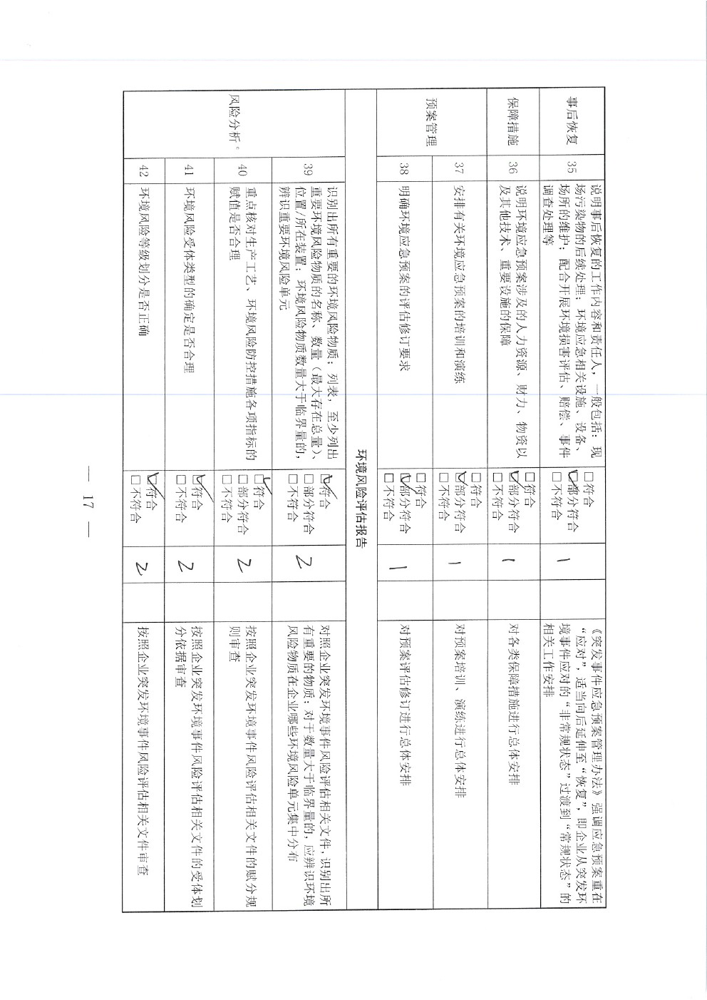 事后恢复
35
说明事后恢复的工作内容和责任人，一般包括：现
场污染物的后续处理；环境应急相关设施、设备、
场所的维护；配合开展环境损害评估、赔偿、事件
调查处理等
□符合
☑部分符合
□不符合
1
《突发事件应急预案管理办法》强调应急预案重在
“应对”，适当向后延伸至“恢复”，即企业从突发环
境事件应对的“非常规状态”过渡到“常规状态”的
相关工作安排
保障措施
36
说明环境应急预案涉及的人力资源、财力、物资以
及其他技术、重要设施的保障
□符合
☑部分符合
□不符合
1
对各类保障措施进行总体安排
预案管理
37
安排有关环境应急预案的培训和演练
□符合
☑部分符合
□不符合
1
对预案培训、演练进行总体安排
38
明确环境应急预案的评估修订要求
□符合
☑部分符合
□不符合
1
对预案评估修订进行总体安排
环境风险评估报告
风险分析。
39
识别出所有重要的环境风险物质；列表，至少列出
重要环境风险物质的名称、数量（最大存在总量）、
位置/所在装置；环境风险物质数量大于临界量的，
辨识重要环境风险单元
☑符合
□部分符合
□不符合
2
对照企业突发环境事件风险评估相关文件，识别出所
有重要的物质；对于数量大于临界量的，应辨识环境
风险物质在企业哪些环境风险单元集中分布
40
重点核对生产工艺、环境风险防控措施各项指标的
赋值是否合理
☑符合
□部分符合
□不符合
2
按照企业突发环境事件风险评估相关文件的赋分规
则审查
41
环境风险受体类型的确定是否合理
☑符合
□不符合
2
按照企业突发环境事件风险评估相关文件的受体划
分依据审查
42
环境风险等级划分是否正确
☑符合
□不符合
2
按照企业突发环境事件风险评估相关文件审查
— 17 —